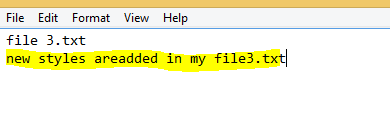 File Edit Format View Help
file 3.txt
new styles areadded in my file3.txt